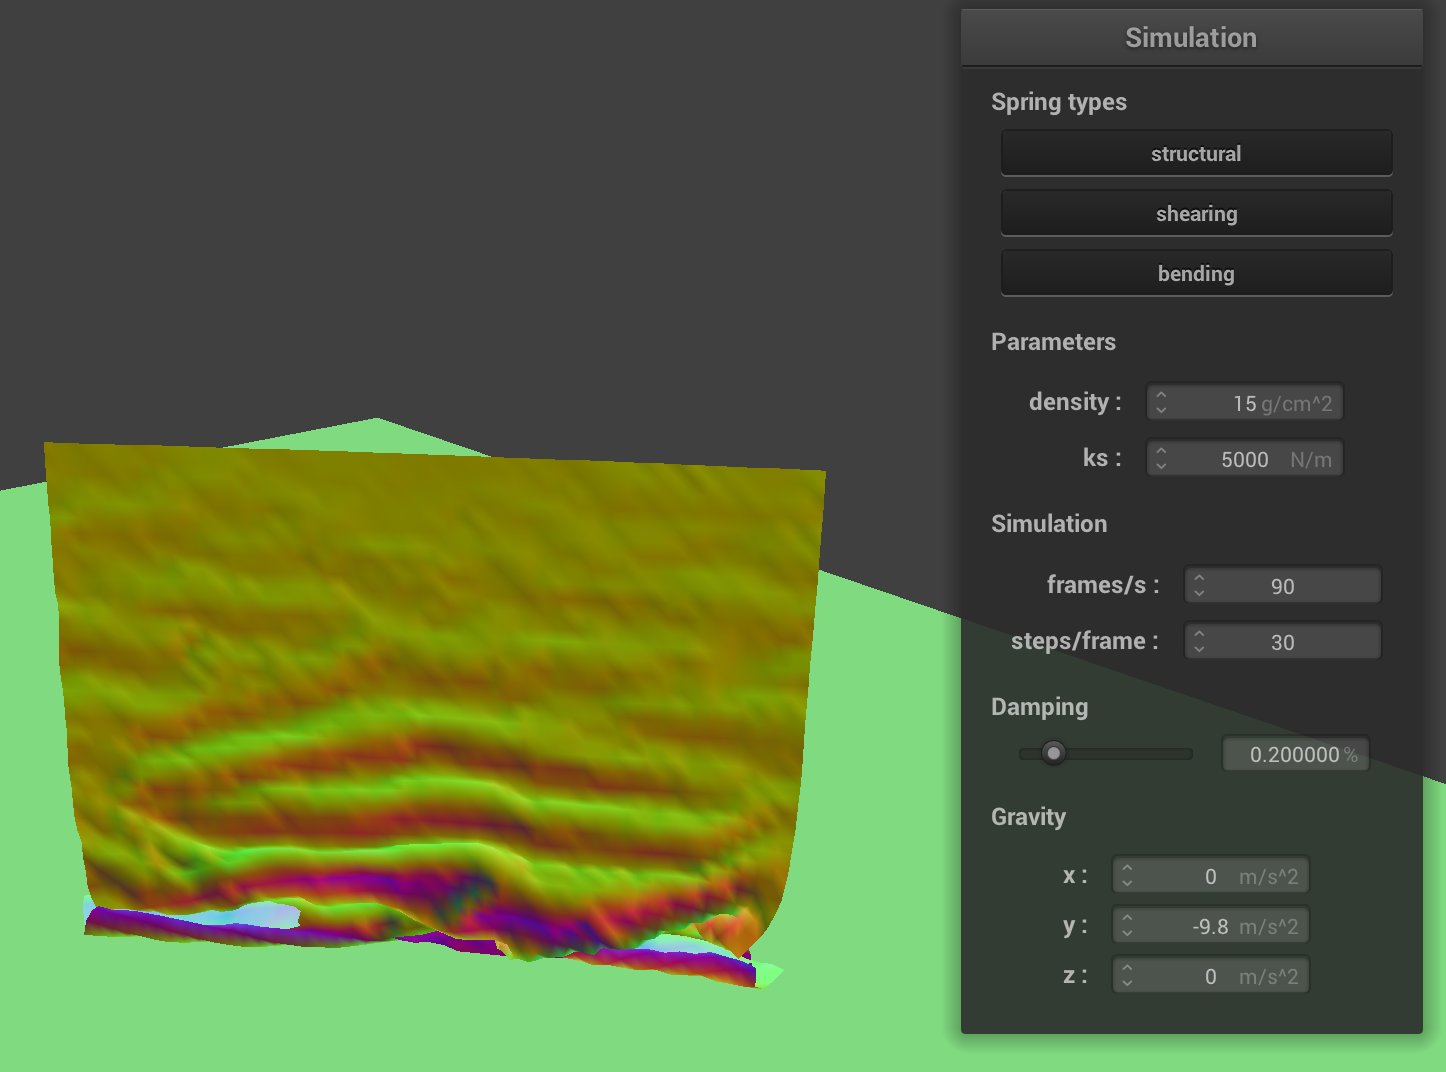 Simulation
Spring types
structural
shearing
bending
Parameters
density : 15 g/cm^2
ks : 5000 N/m
Simulation
frames/s : 90
steps/frame : 30
Damping
0.200000 %
Gravity
x : 0 m/s^2
y : -9.8 m/s^2
z : 0 m/s^2